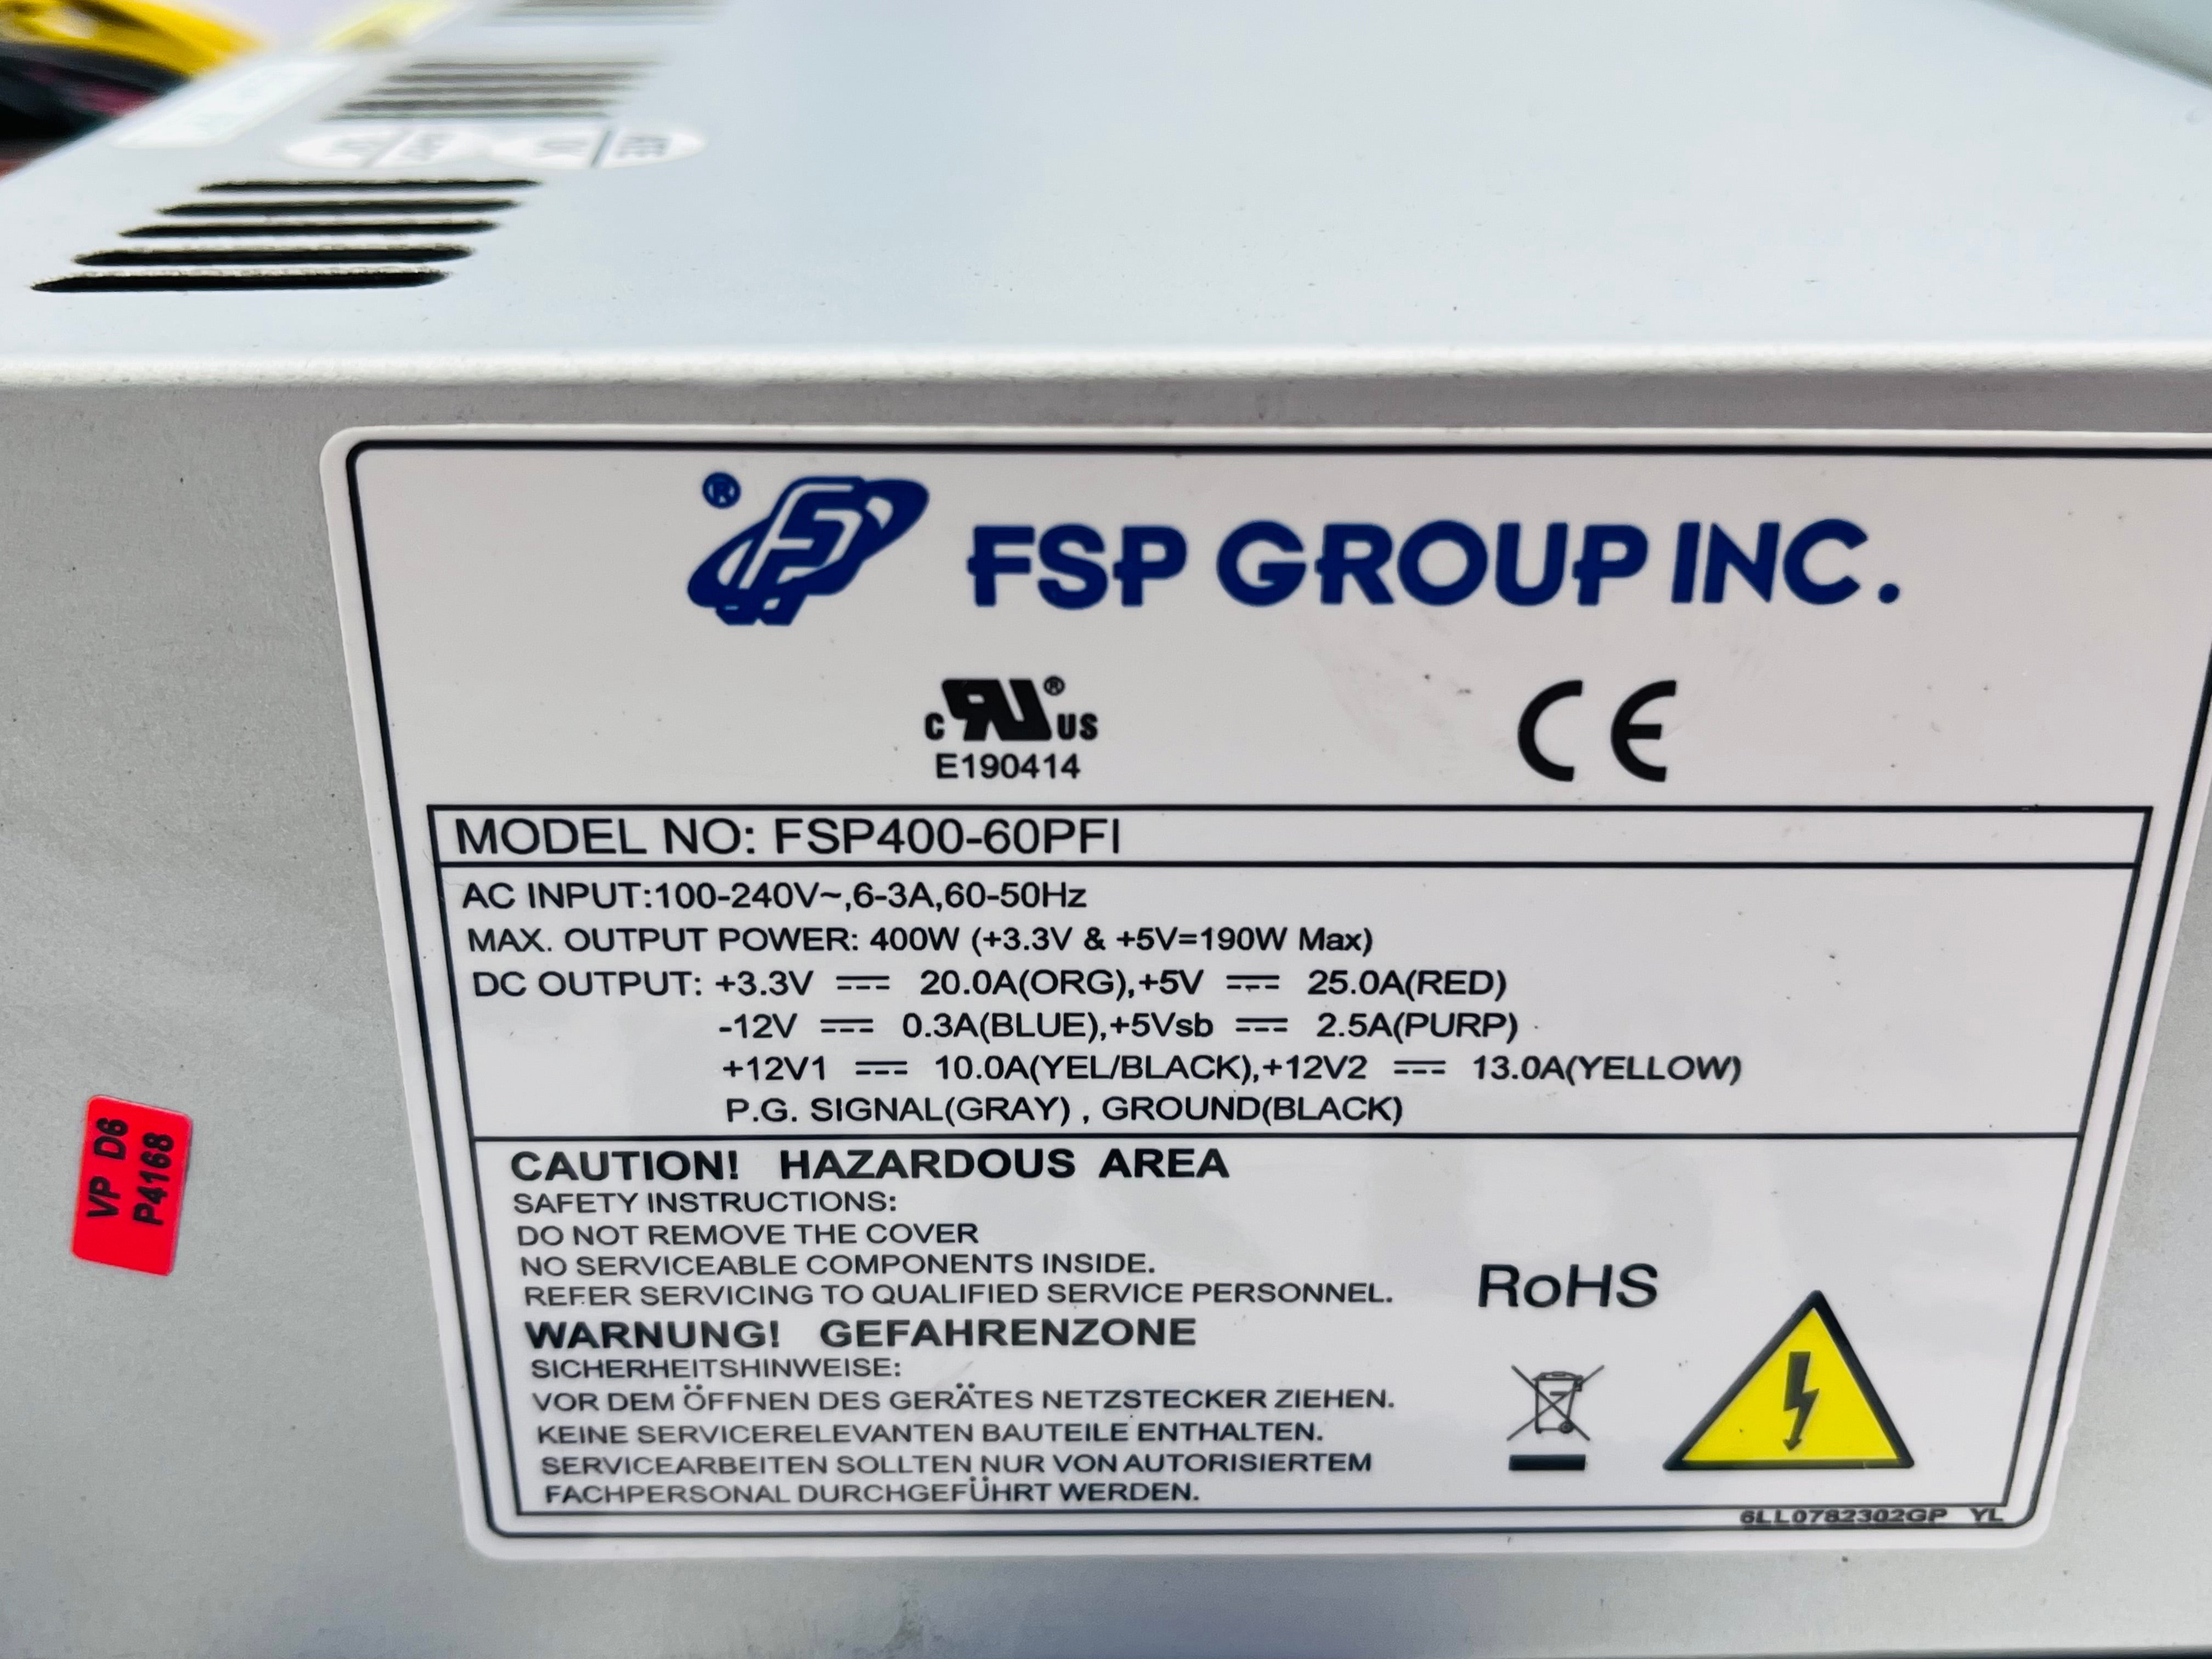 ® FSP GROUP INC.
c RU® US
E190414
CE
MODEL NO: FSP400-60PFI
AC INPUT:100-240V~,6-3A,60-50Hz
MAX. OUTPUT POWER: 400W (+3.3V & +5V=190W Max)
DC OUTPUT: +3.3V ⎓ 20.0A(ORG),+5V ⎓ 25.0A(RED)
-12V ⎓ 0.3A(BLUE),+5Vsb ⎓ 2.5A(PURP)
+12V1 ⎓ 10.0A(YEL/BLACK),+12V2 ⎓ 13.0A(YELLOW)
P.G. SIGNAL(GRAY) , GROUND(BLACK)
CAUTION! HAZARDOUS AREA
SAFETY INSTRUCTIONS:
DO NOT REMOVE THE COVER
NO SERVICEABLE COMPONENTS INSIDE.
REFER SERVICING TO QUALIFIED SERVICE PERSONNEL.
WARNUNG! GEFAHRENZONE
SICHERHEITSHINWEISE:
VOR DEM ÖFFNEN DES GERÄTES NETZSTECKER ZIEHEN.
KEINE SERVICERELEVANTEN BAUTEILE ENTHALTEN.
SERVICEARBEITEN SOLLTEN NUR VON AUTORISIERTEM
FACHPERSONAL DURCHGEFÜHRT WERDEN.
RoHS
6LL0782302GP YL
VP D6
P4168